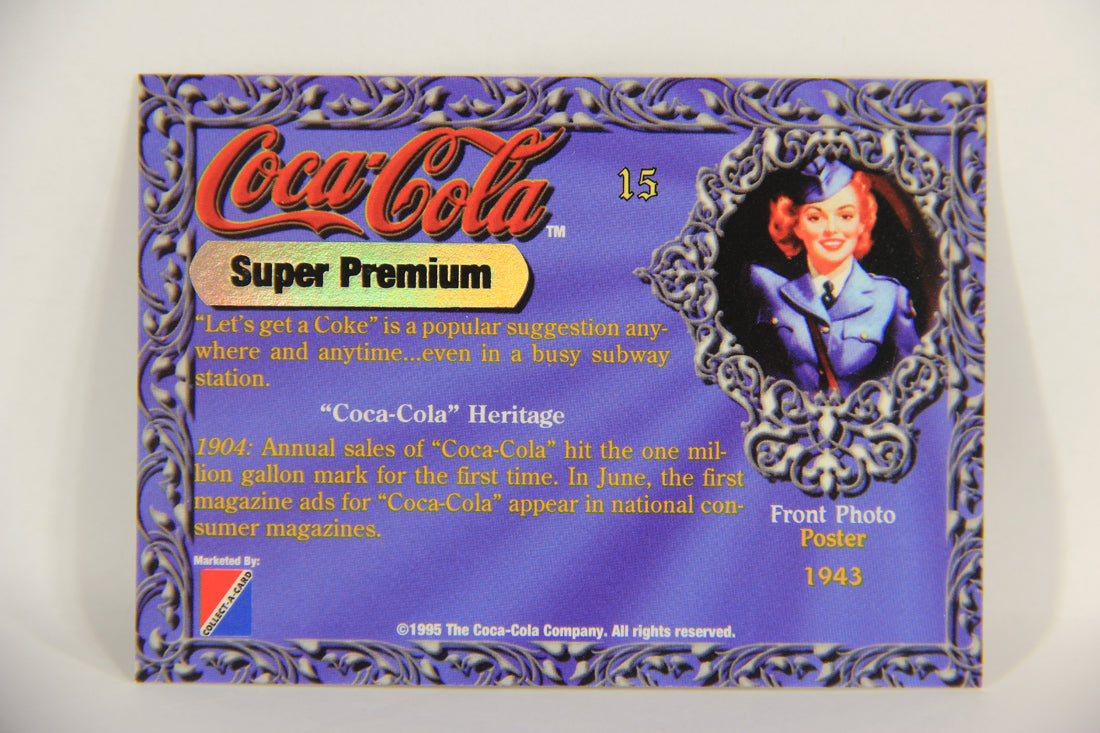 Coca-Cola
TM
15
Super Premium
“Let’s get a Coke” is a popular suggestion any-
where and anytime...even in a busy subway
station.
“Coca-Cola” Heritage
1904: Annual sales of “Coca-Cola” hit the one mil-
lion gallon mark for the first time. In June, the first
magazine ads for “Coca-Cola” appear in national con-
sumer magazines.
Front Photo
Poster
1943
Marketed By:
COLLECT-A-CARD
©1995 The Coca-Cola Company. All rights reserved.